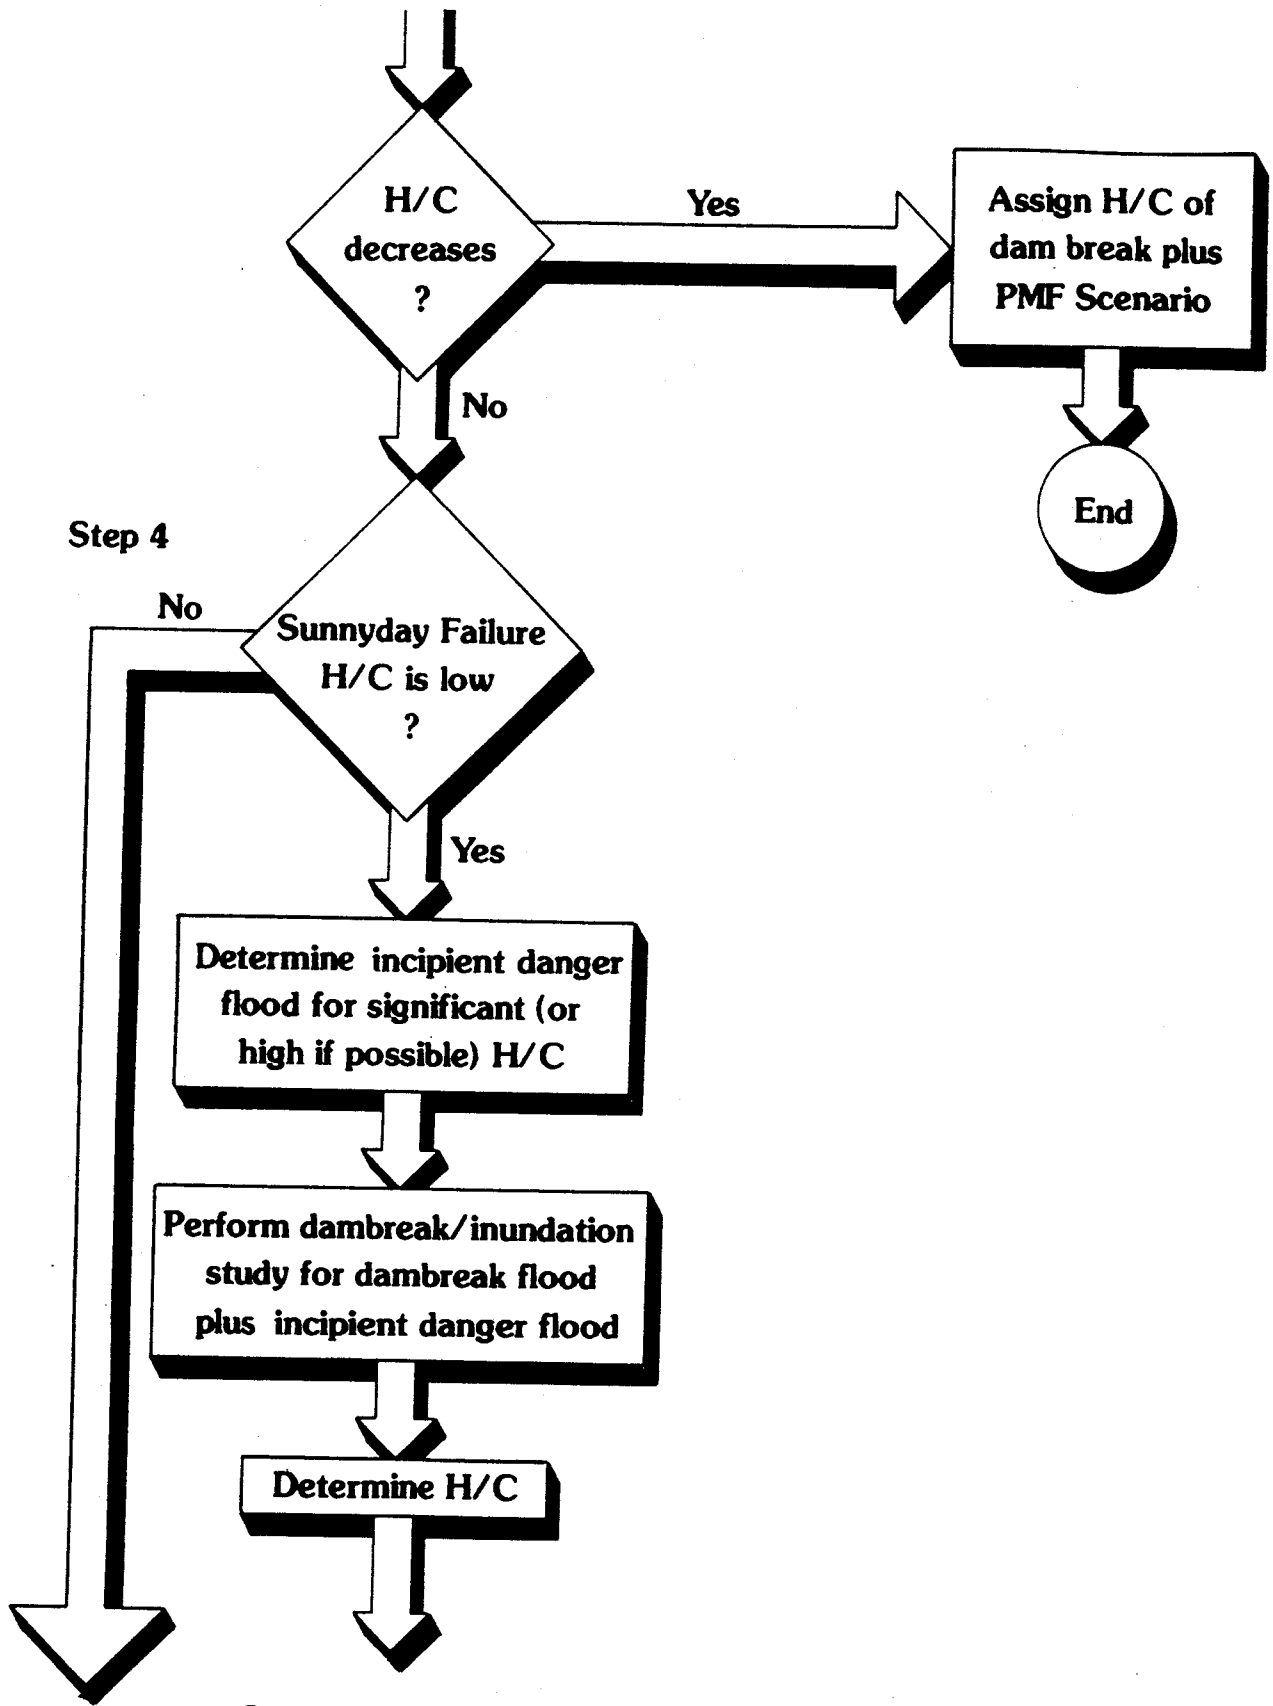 H/C
decreases
?
Yes
Assign H/C of
dam break plus
PMF Scenario
No
End
Step 4
No
Sunnyday Failure
H/C is low
?
Yes
Determine incipient danger
flood for significant (or
high if possible) H/C
Perform dambreak/inundation
study for dambreak flood
plus incipient danger flood
Determine H/C